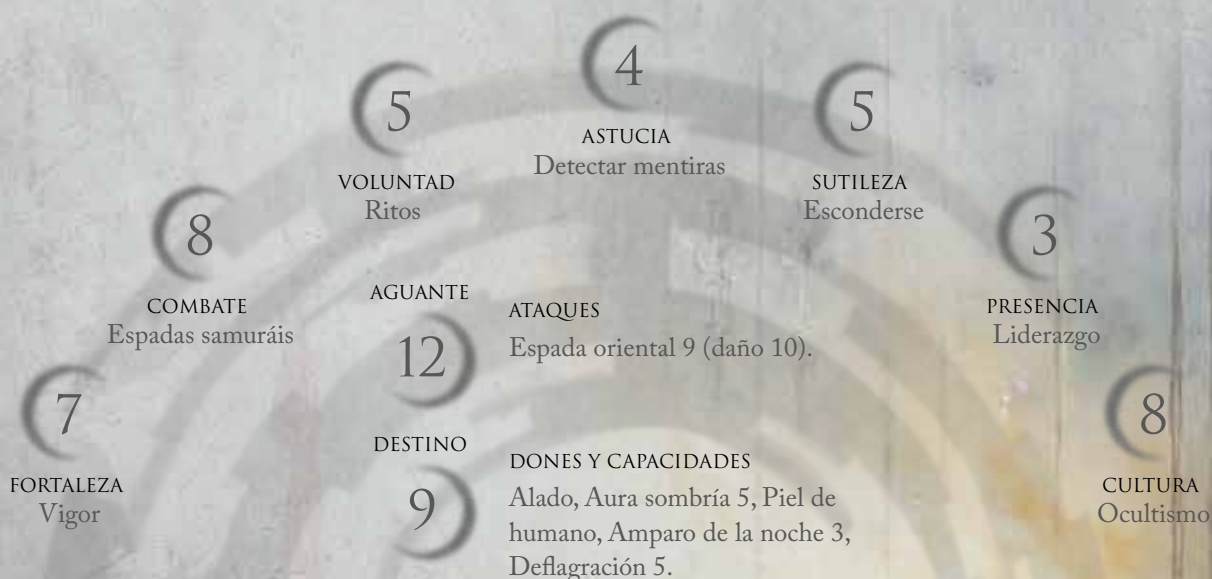 4
ASTUCIA
Detectar mentiras
5
VOLUNTAD
Ritos
5
SUTILEZA
Esconderse
8
COMBATE
Espadas samuráis
3
PRESENCIA
Liderazgo
7
FORTALEZA
Vigor
8
CULTURA
Ocultismo
AGUANTE
12
DESTINO
9
ATAQUES
Espada oriental 9 (daño 10).
DONES Y CAPACIDADES
Alado, Aura sombría 5, Piel de
humano, Amparo de la noche 3,
Deflagración 5.